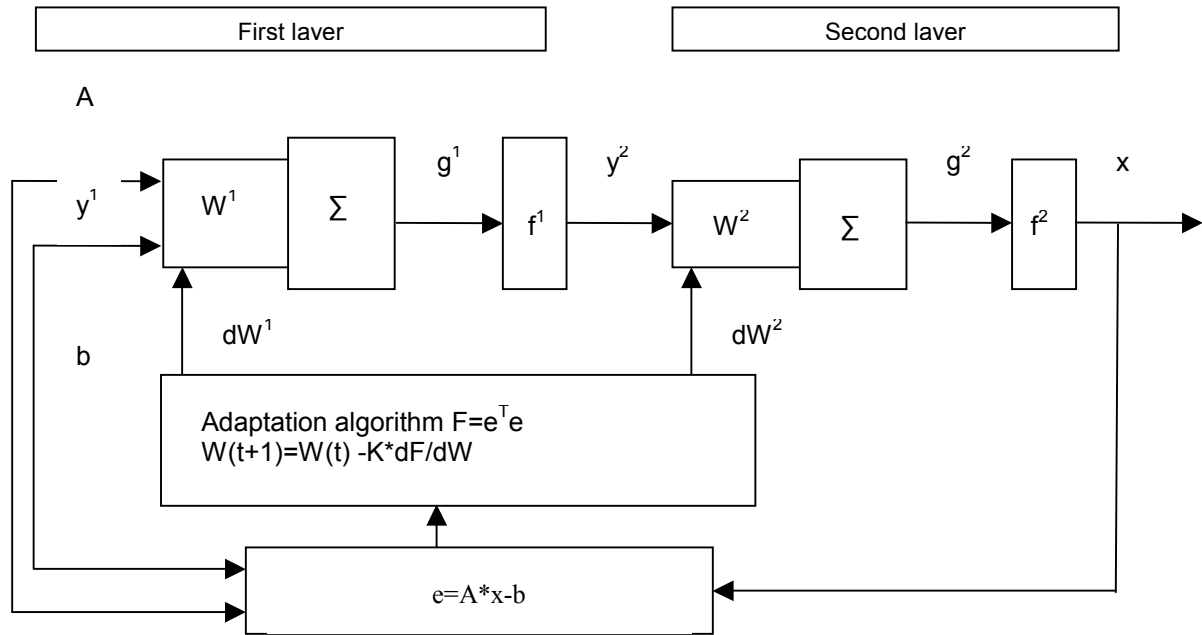 First laver
Second laver
A
y¹
W¹
Σ
g¹
f¹
y²
W²
Σ
g²
f²
x
dW¹
dW²
b
Adaptation algorithm F=eᵀe
W(t+1)=W(t) -K*dF/dW
e=A*x-b